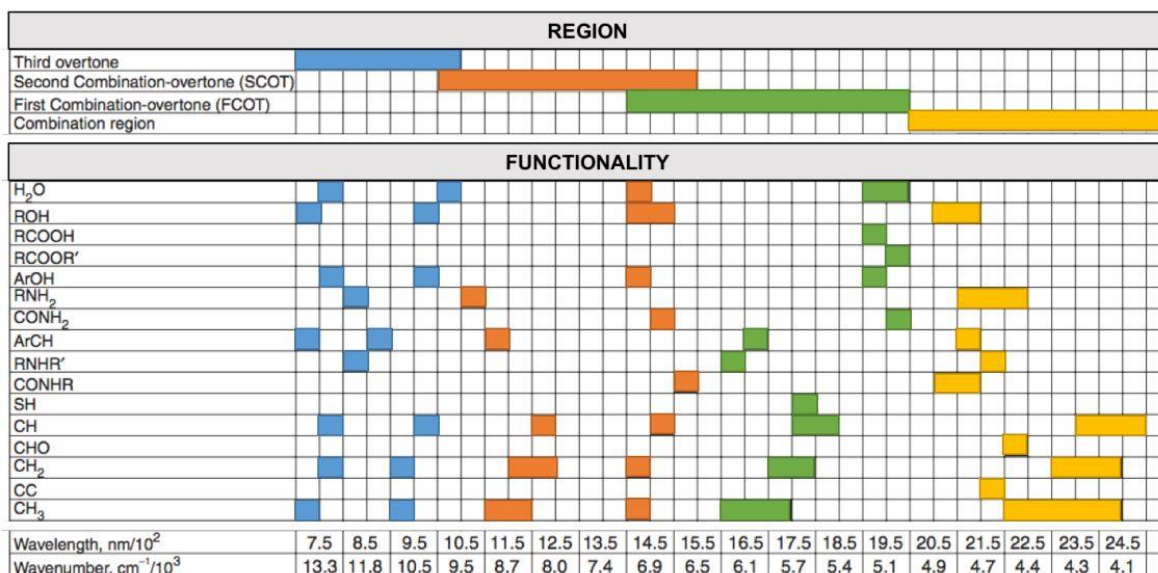 REGION
Third overtone
Second Combination-overtone (SCOT)
First Combination-overtone (FCOT)
Combination region
FUNCTIONALITY
H₂O
ROH
RCOOH
RCOOR′
ArOH
RNH₂
CONH₂
ArCH
RNHR′
CONHR
SH
CH
CHO
CH₂
CC
CH₃
Wavelength, nm/10² 7.5 8.5 9.5 10.5 11.5 12.5 13.5 14.5 15.5 16.5 17.5 18.5 19.5 20.5 21.5 22.5 23.5 24.5
Wavenumber, cm⁻¹/10³ 13.3 11.8 10.5 9.5 8.7 8.0 7.4 6.9 6.5 6.1 5.7 5.4 5.1 4.9 4.7 4.4 4.3 4.1